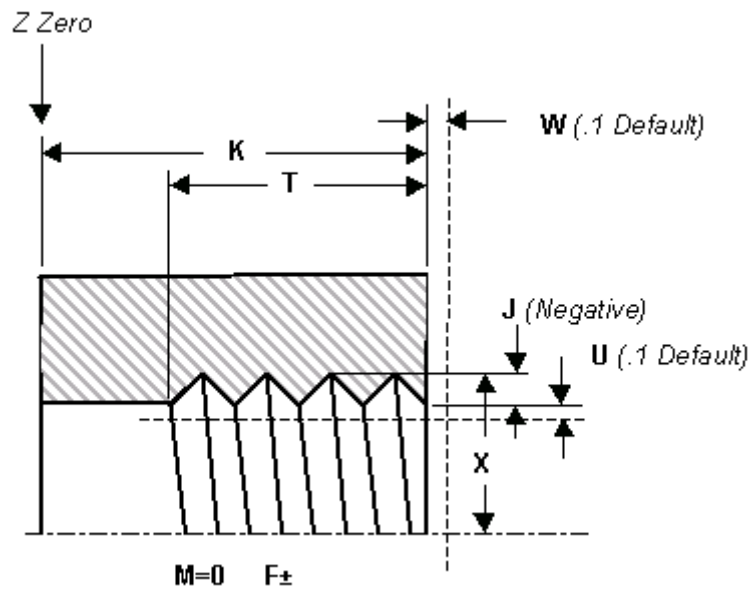 Z Zero
W (.1 Default)
K
T
J (Negative)
U (.1 Default)
X
M=0 F±